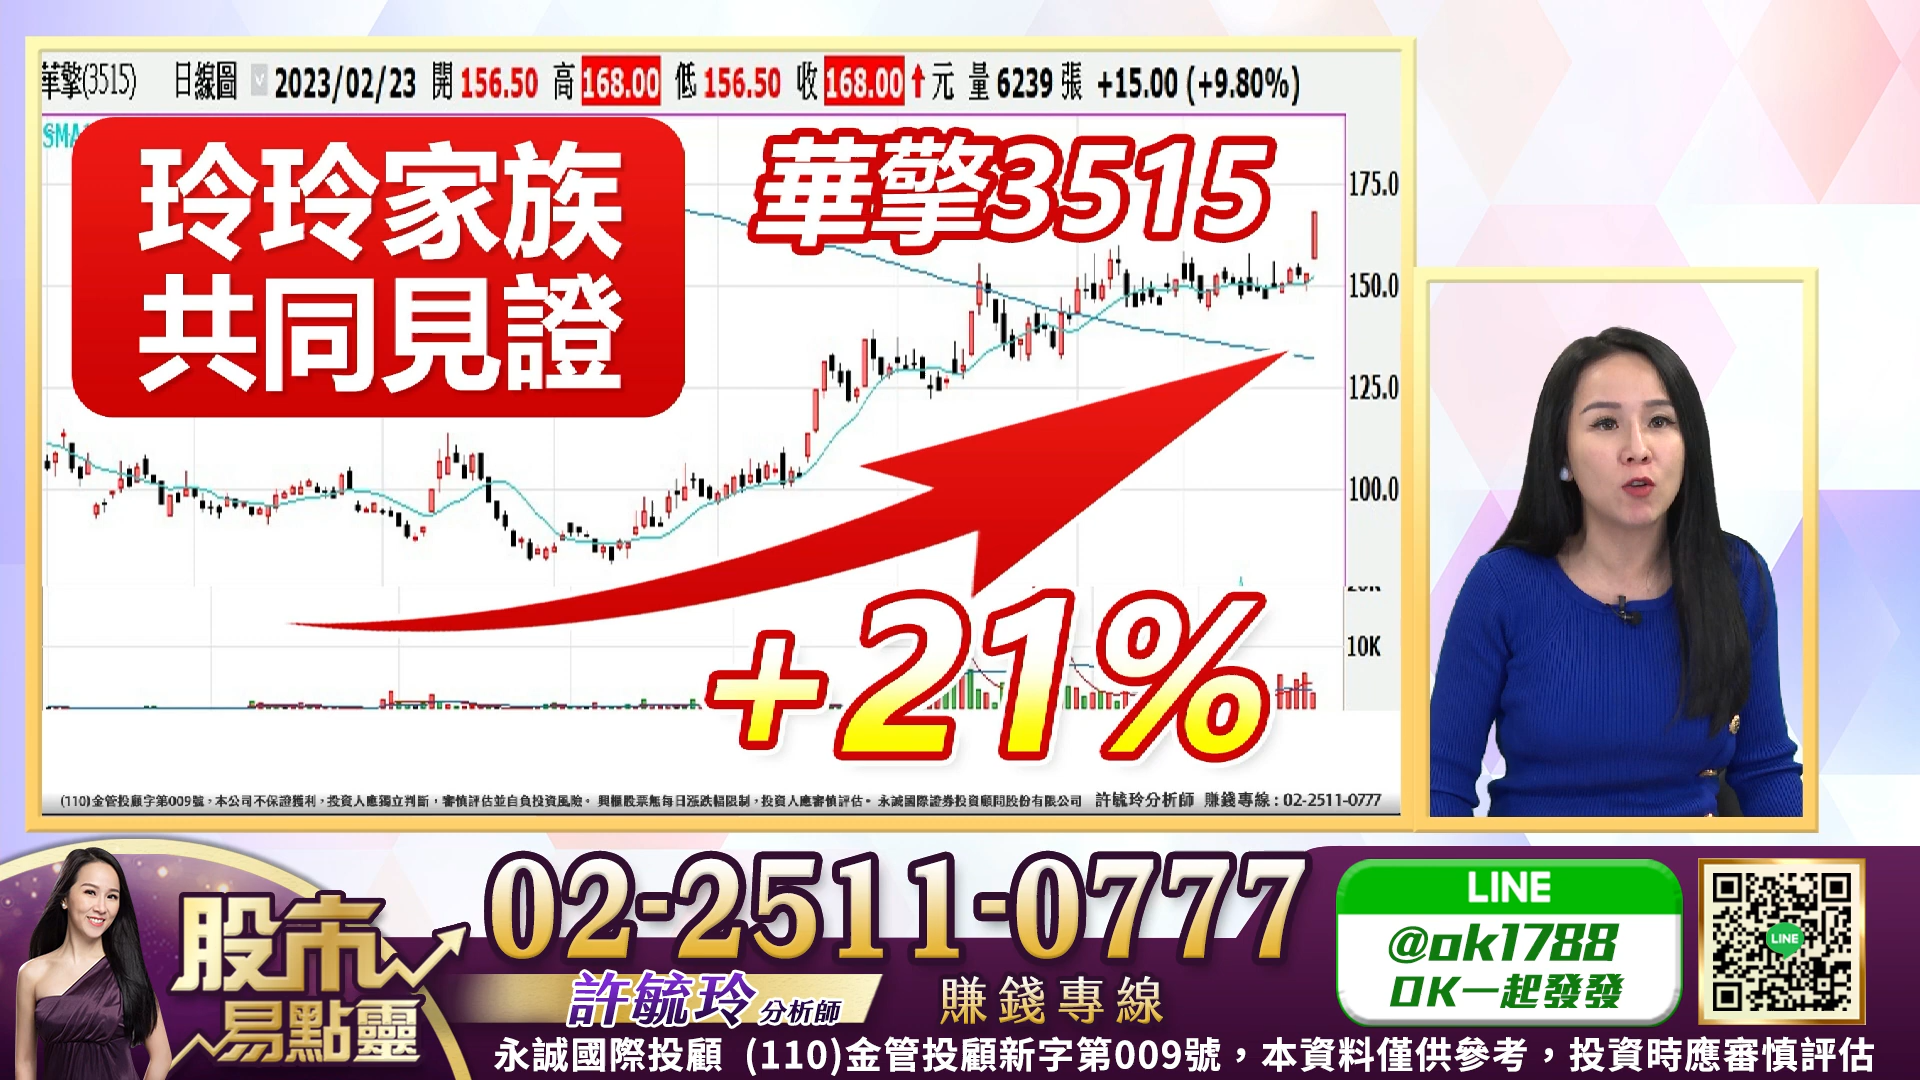 華擎(3515) 日線圖 2023/02/23 開 156.50 高 168.00 低 156.50 收 168.00 元 量 6239 張 +15.00 (+9.80%)
SMA
玲玲家族
共同見證
華擎3515
175.0
150.0
125.0
100.0
10K
+21%
(110)金管投顧字第009號，本公司不保證獲利，投資人應獨立判斷，審慎評估並自負投資風險。 興櫃股票無每日漲跌幅限制，投資人應審慎評估。 永誠國際證券投資顧問股份有限公司 許毓玲分析師 賺錢專線：02-2511-0777
股市
易點靈
02-2511-0777
許毓玲 分析師 賺錢專線
LINE
@ok1788
OK一起發發
LINE
永誠國際投顧 (110)金管投顧新字第009號，本資料僅供參考，投資時應審慎評估